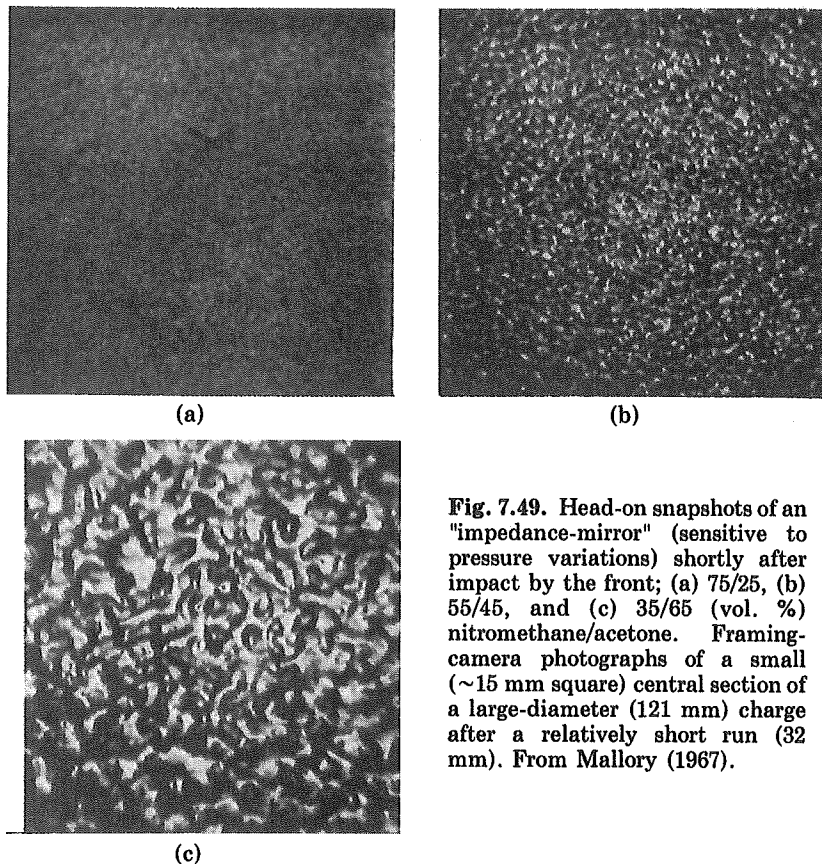 (a)
(b)
(c)
Fig. 7.49. Head-on snapshots of an
"impedance-mirror" (sensitive to
pressure variations) shortly after
impact by the front; (a) 75/25, (b)
55/45, and (c) 35/65 (vol. %)
nitromethane/acetone. Framing-
camera photographs of a small
(~15 mm square) central section of
a large-diameter (121 mm) charge
after a relatively short run (32
mm). From Mallory (1967).